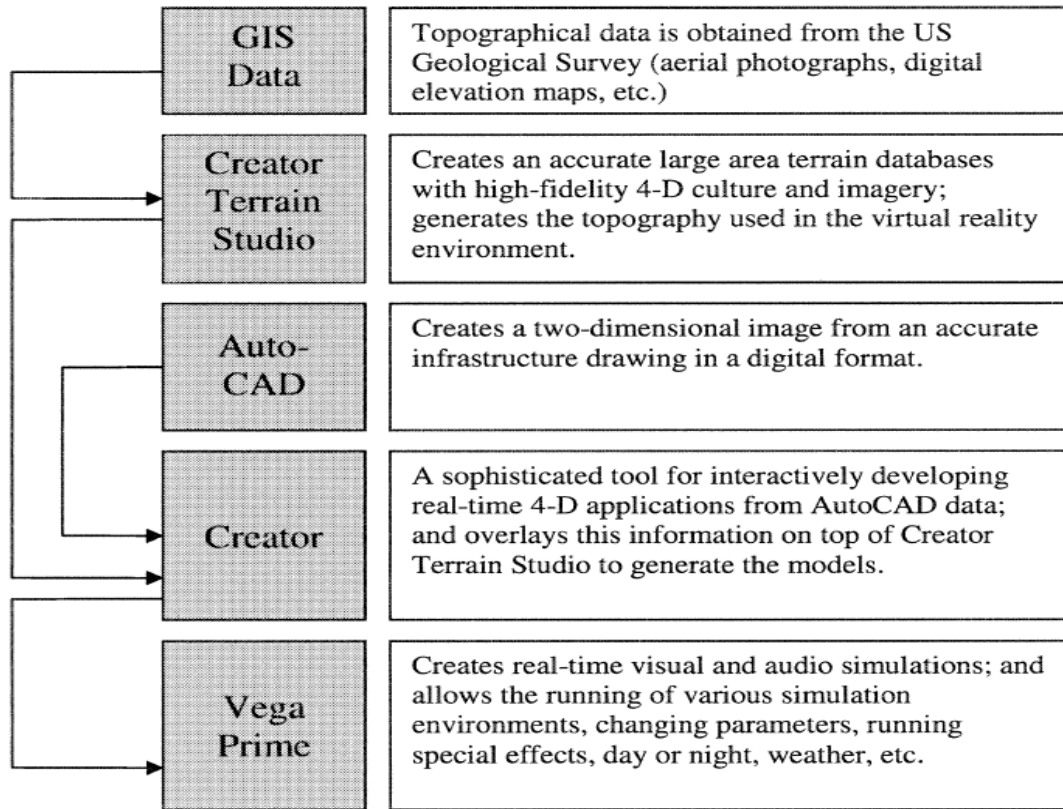 GIS
Data
Topographical data is obtained from the US
Geological Survey (aerial photographs, digital
elevation maps, etc.)
Creator
Terrain
Studio
Creates an accurate large area terrain databases
with high-fidelity 4-D culture and imagery;
generates the topography used in the virtual reality
environment.
Auto-
CAD
Creates a two-dimensional image from an accurate
infrastructure drawing in a digital format.
Creator
A sophisticated tool for interactively developing
real-time 4-D applications from AutoCAD data;
and overlays this information on top of Creator
Terrain Studio to generate the models.
Vega
Prime
Creates real-time visual and audio simulations; and
allows the running of various simulation
environments, changing parameters, running
special effects, day or night, weather, etc.